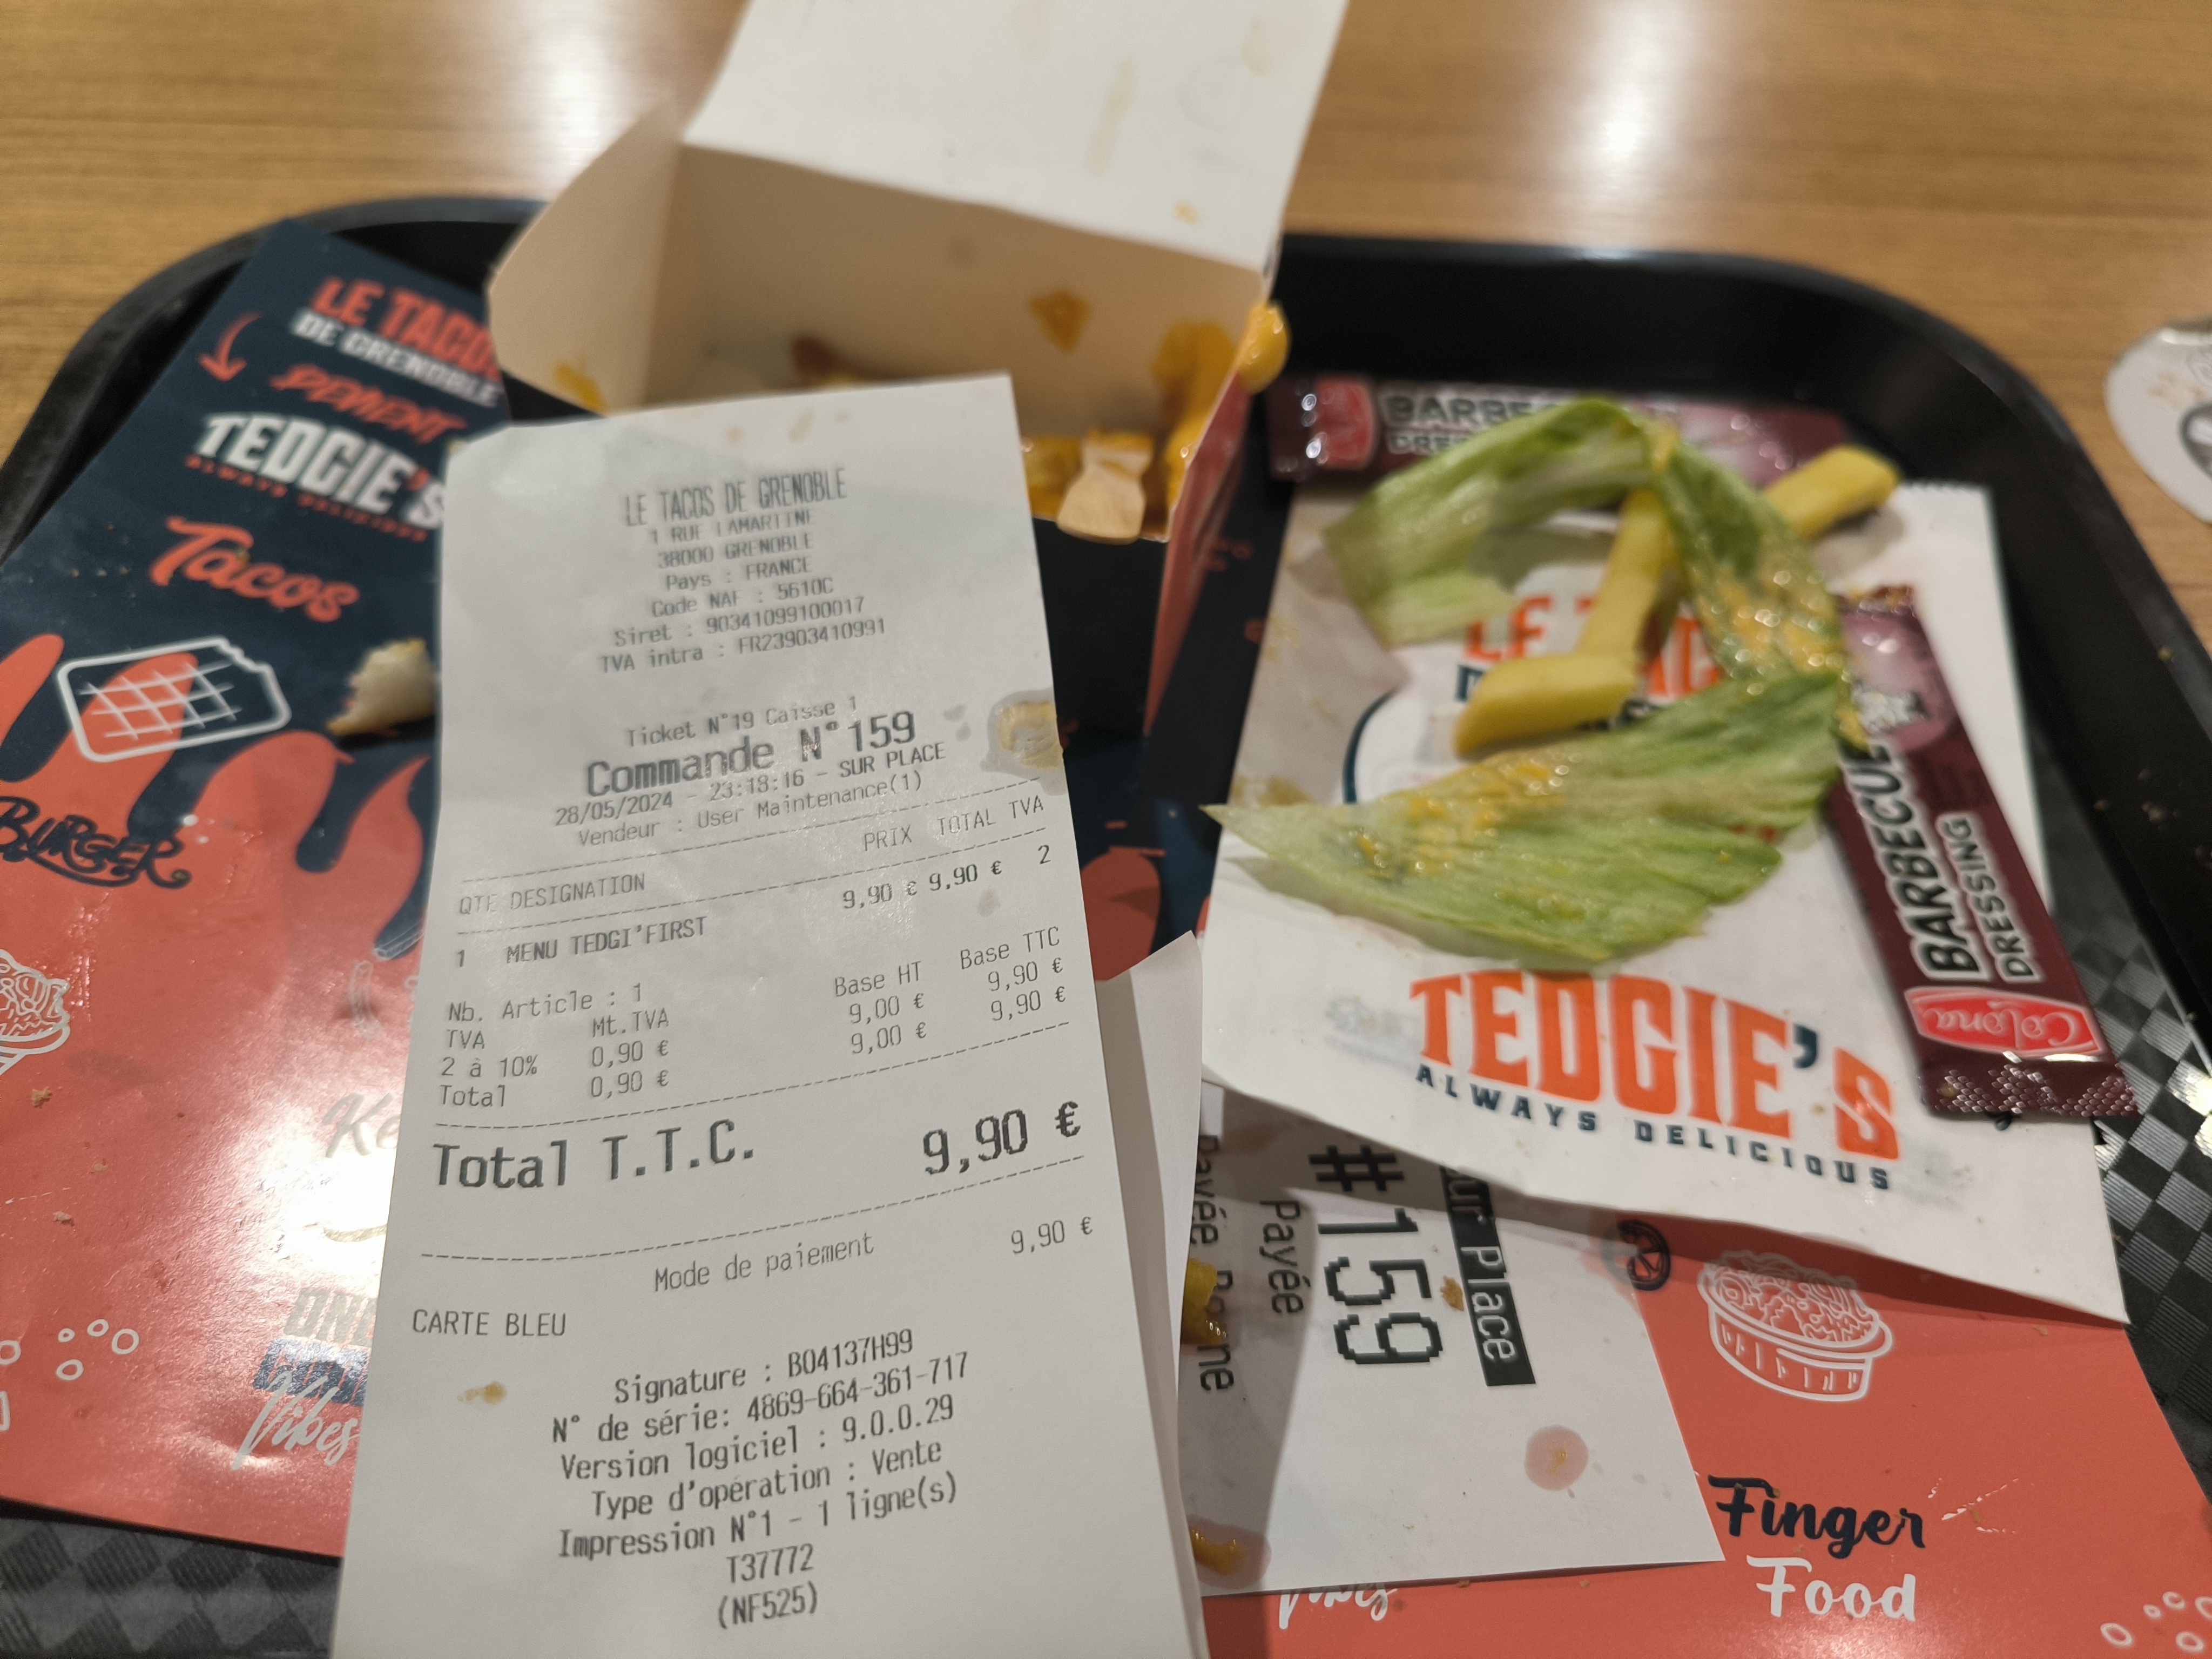 LE TACOS
DE GRENOBLE
DEVIENT
TEDGIE'S
ALWAYS DELICIOUS
Tacos
BURGER
Vibes
LE TACOS DE GRENOBLE
1 RUE LAMARTINE
38000 GRENOBLE
Pays : FRANCE
Code NAF : 5610C
Siret : 90341099100017
TVA intra : FR23903410991
Ticket N°19 Caisse 1
Commande N°159
28/05/2024 - 23:18:16 - SUR PLACE
Vendeur : User Maintenance(1)
QTE DESIGNATION PRIX TOTAL TVA
1 MENU TEDGI'FIRST 9,90 € 9,90 € 2
Nb. Article : 1
TVA Mt.TVA Base HT Base TTC
2 à 10% 0,90 € 9,00 € 9,90 €
Total 0,90 € 9,00 € 9,90 €
Total T.T.C. 9,90 €
Mode de paiement
CARTE BLEU 9,90 €
Signature : B04137H99
N° de série: 4869-664-361-717
Version logiciel : 9.0.0.29
Type d'opération : Vente
Impression N°1 - 1 ligne(s)
T37772
(NF525)
BARBECUE
DRESSING
Colona
TEDGIE'S
ALWAYS DELICIOUS
Place
#159
Payée
Finger
Food